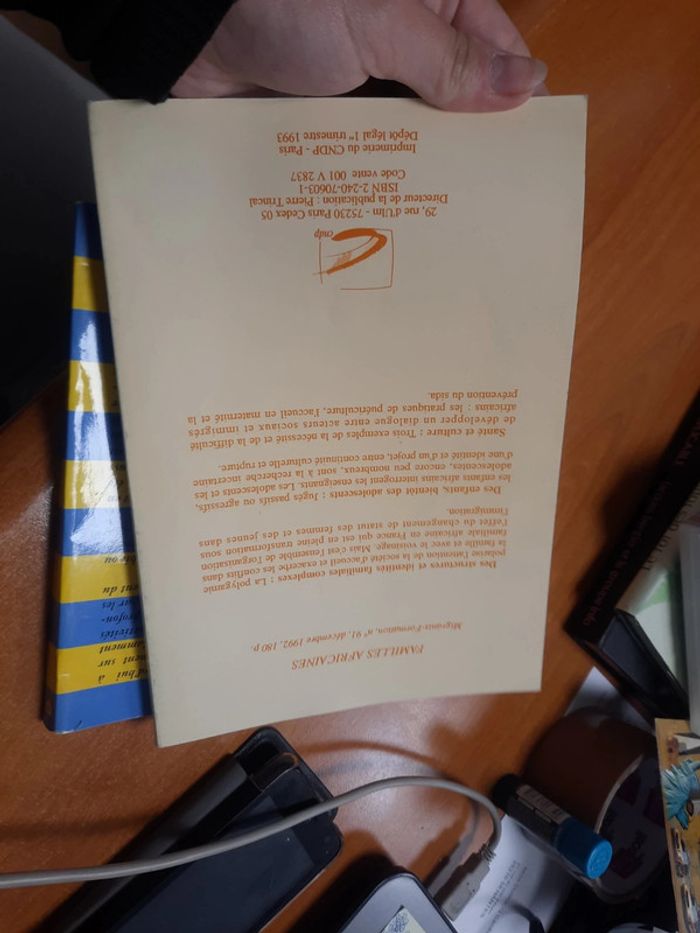 FAMILLES AFRICAINES
Migrants-Formation, n° 91, décembre 1992, 180 p.
Des structures et identités familiales complexes : La polygamie
polarise l'attention de la société d'accueil et exacerbe les conflits dans
la famille et avec le voisinage. Mais c'est l'ensemble de l'organisation
familiale africaine en France qui est en pleine transformation sous
l'effet du changement de statut des femmes et des jeunes dans
l'immigration.
Des enfants, bientôt des adolescents : Jugés passifs ou agressifs,
les enfants africains interrogent les enseignants. Les adolescents et les
adolescentes, encore peu nombreux, sont à la recherche incertaine
d'une identité et d'un projet, entre continuité culturelle et rupture.
Santé et culture : Trois exemples de la nécessité et de la difficulté
de développer un dialogue entre acteurs sociaux et immigrés
africains : les pratiques de puériculture, l'accueil en maternité et la
prévention du sida.
cndp
29, rue d'Ulm - 75230 Paris Cedex 05
Directeur de la publication : Pierre Trincal
ISBN 2-240-70603-1
Code vente 001 V 2837
Imprimerie du CNDP - Paris
Dépôt légal 1er trimestre 1993